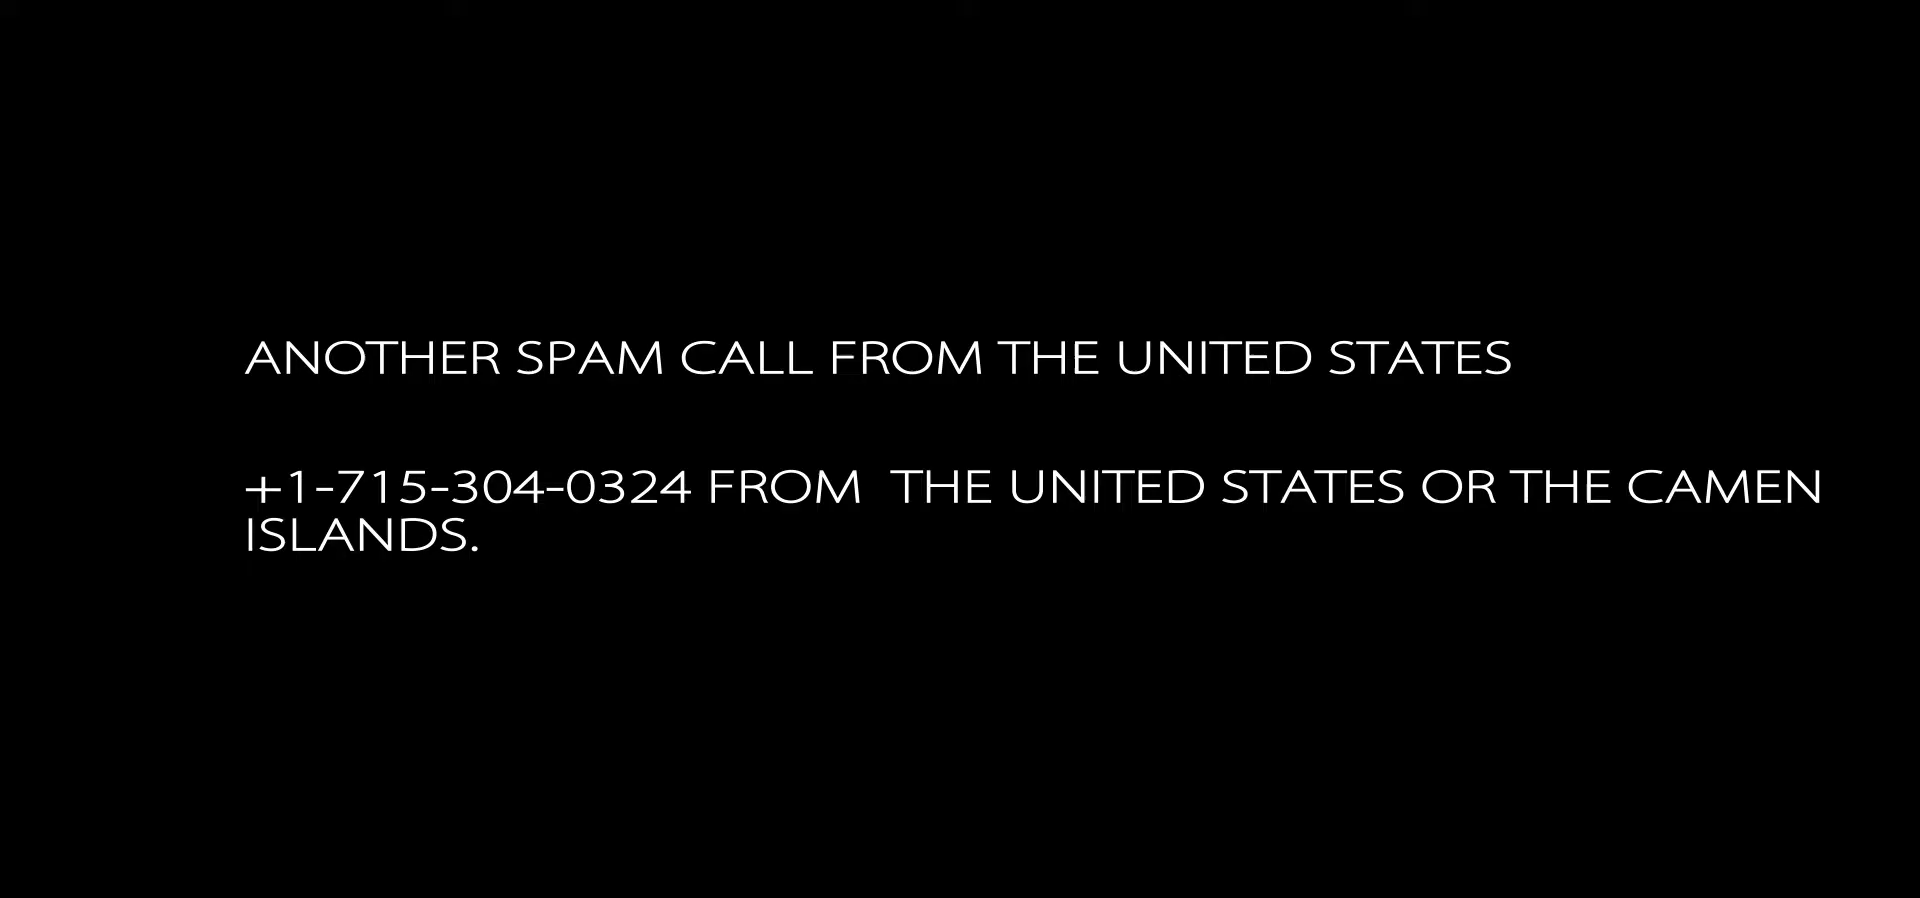 ANOTHER SPAM CALL FROM THE UNITED STATES
+1-715-304-0324 FROM  THE UNITED STATES OR THE CAMEN
ISLANDS.